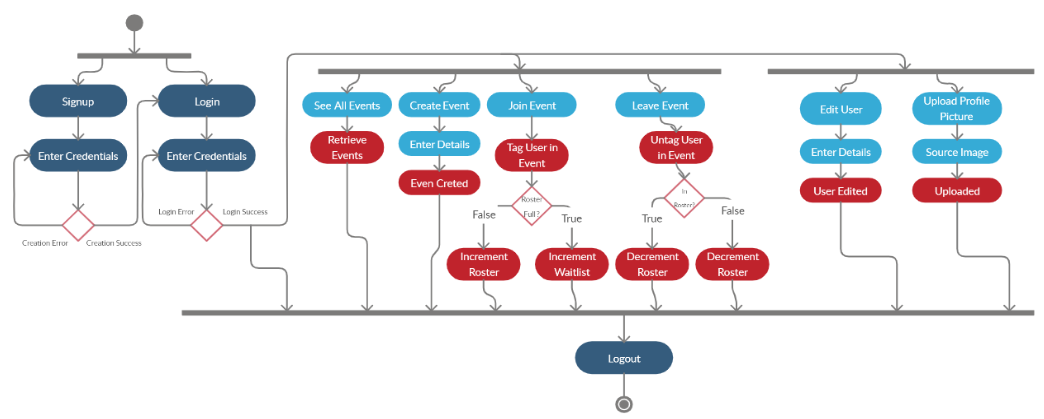 Signup
Login
Enter Credentials
Enter Credentials
Creation Error
Creation Success
Login Error
Login Success
See All Events
Retrieve
Events
Create Event
Enter Details
Even Creted
Join Event
Tag User in
Event
Roster
Full?
False
True
Increment
Roster
Increment
Waitlist
Leave Event
Untag User
in Event
In
Roster?
True
False
Decrement
Roster
Decrement
Roster
Edit User
Enter Details
User Edited
Upload Profile
Picture
Source Image
Uploaded
Logout